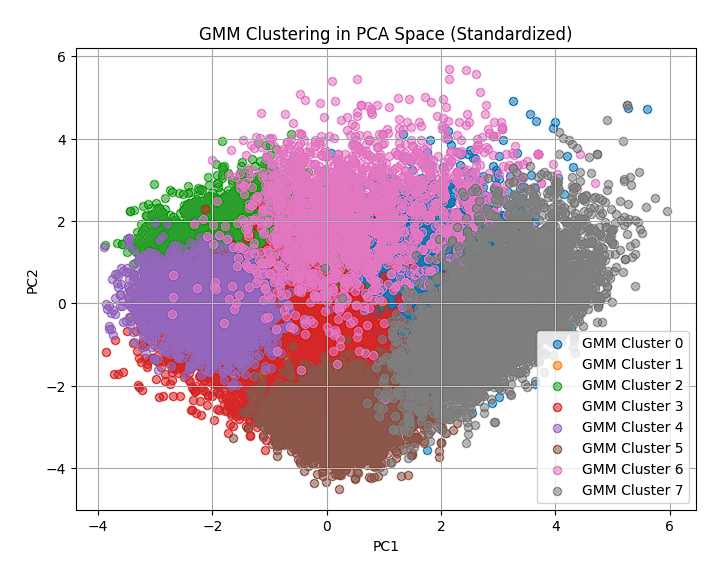 GMM Clustering in PCA Space (Standardized)
6
4
2
0
−2
−4
PC2
GMM Cluster 0
GMM Cluster 1
GMM Cluster 2
GMM Cluster 3
GMM Cluster 4
GMM Cluster 5
GMM Cluster 6
GMM Cluster 7
−4 −2 0 2 4 6
PC1